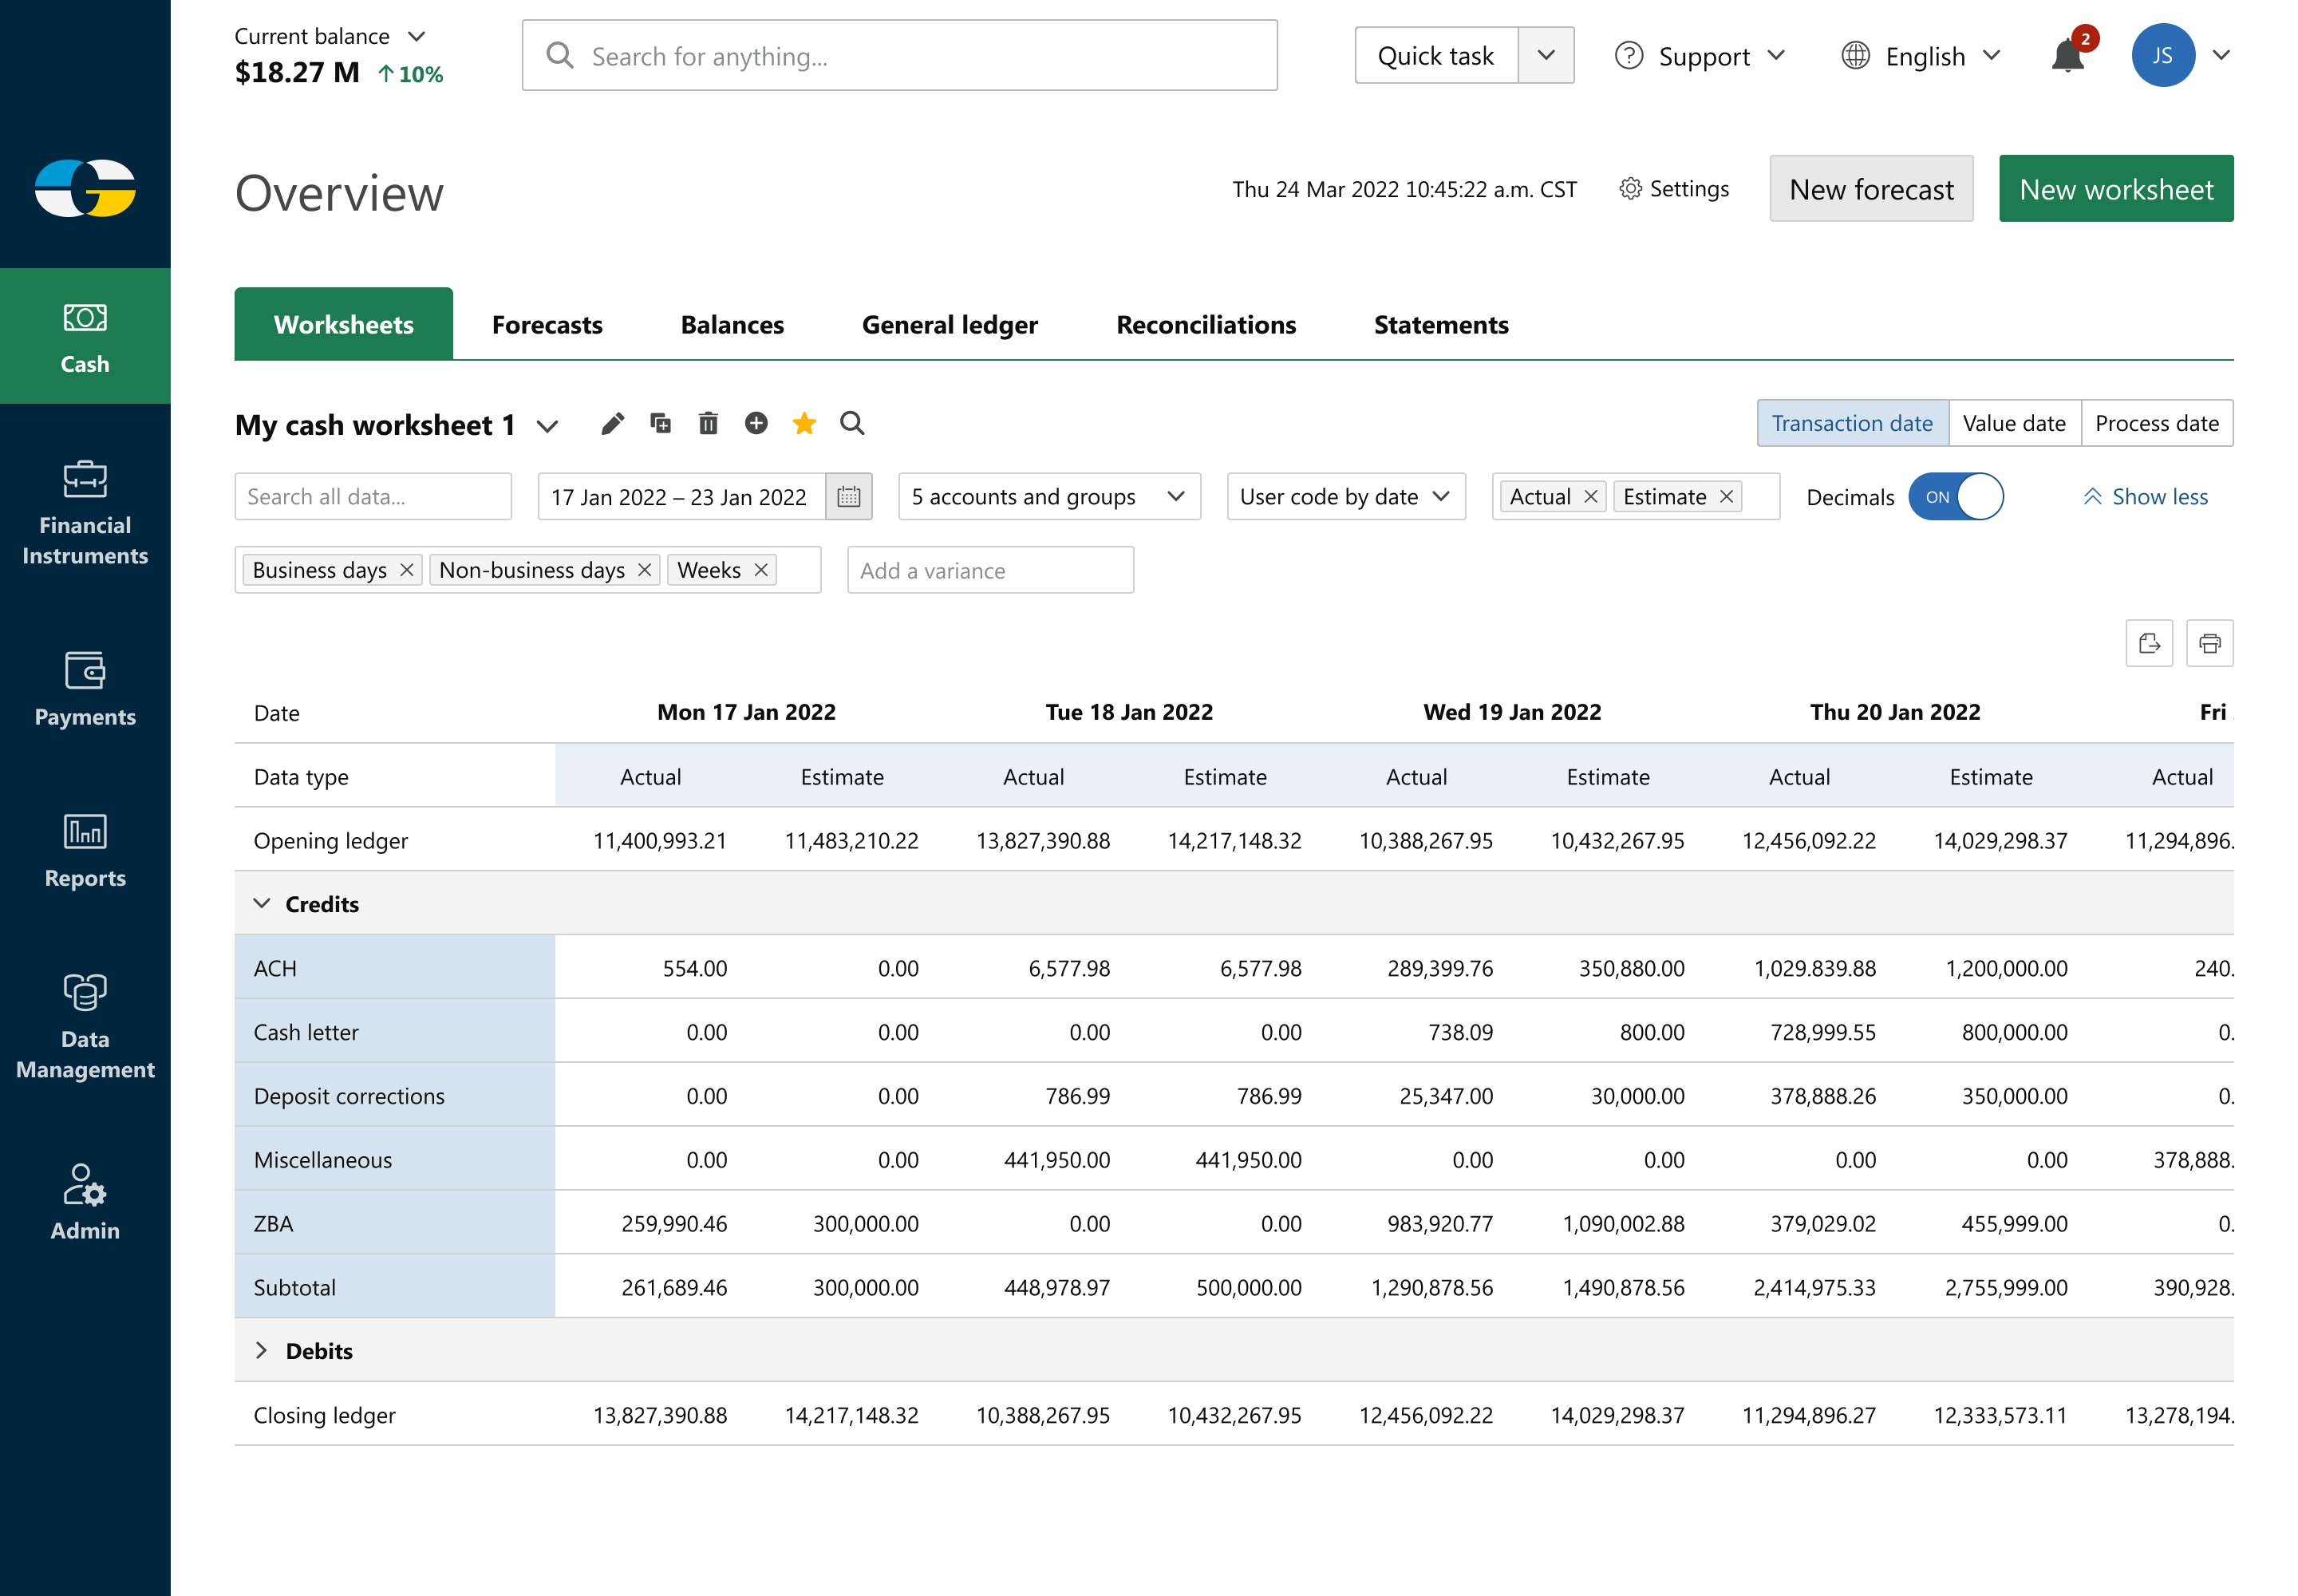 Current balance
$18.27 M 10%
Search for anything...
Quick task
Support
English
2
JS
Overview
Thu 24 Mar 2022 10:45:22 a.m. CST
Settings
New forecast
New worksheet
Cash
Financial
Instruments
Payments
Reports
Data
Management
Admin
Worksheets Forecasts Balances General ledger Reconciliations Statements
My cash worksheet 1
Transaction date Value date Process date
Search all data...
17 Jan 2022 – 23 Jan 2022
5 accounts and groups
User code by date
Actual Estimate
Decimals ON
Show less
Business days Non-business days Weeks
Add a variance
Date Mon 17 Jan 2022 Tue 18 Jan 2022 Wed 19 Jan 2022 Thu 20 Jan 2022 Fri
Data type Actual Estimate Actual Estimate Actual Estimate Actual Estimate Actual
Opening ledger 11,400,993.21 11,483,210.22 13,827,390.88 14,217,148.32 10,388,267.95 10,432,267.95 12,456,092.22 14,029,298.37 11,294,896.
Credits
ACH 554.00 0.00 6,577.98 6,577.98 289,399.76 350,880.00 1,029.839.88 1,200,000.00 240.
Cash letter 0.00 0.00 0.00 0.00 738.09 800.00 728,999.55 800,000.00 0.
Deposit corrections 0.00 0.00 786.99 786.99 25,347.00 30,000.00 378,888.26 350,000.00 0.
Miscellaneous 0.00 0.00 441,950.00 441,950.00 0.00 0.00 0.00 0.00 378,888.
ZBA 259,990.46 300,000.00 0.00 0.00 983,920.77 1,090,002.88 379,029.02 455,999.00 0.
Subtotal 261,689.46 300,000.00 448,978.97 500,000.00 1,290,878.56 1,490,878.56 2,414,975.33 2,755,999.00 390,928.
Debits
Closing ledger 13,827,390.88 14,217,148.32 10,388,267.95 10,432,267.95 12,456,092.22 14,029,298.37 11,294,896.27 12,333,573.11 13,278,194.